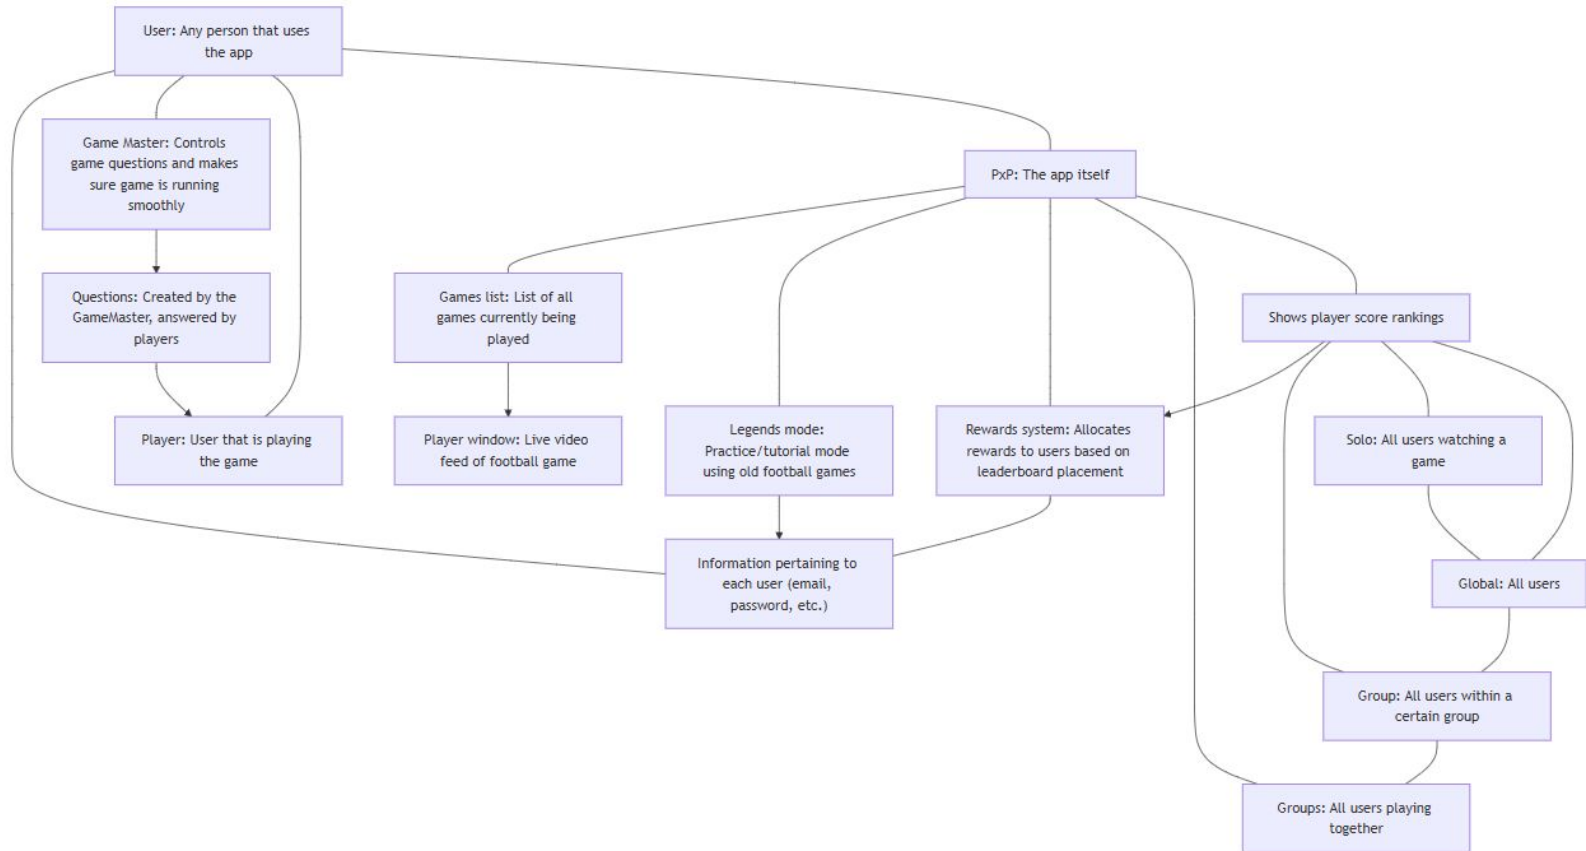 User: Any person that uses
the app
Game Master: Controls
game questions and makes
sure game is running
smoothly
PxP: The app itself
Questions: Created by the
GameMaster, answered by
players
Games list: List of all
games currently being
played
Shows player score rankings
Player: User that is playing
the game
Player window: Live video
feed of football game
Legends mode:
Practice/tutorial mode
using old football games
Rewards system: Allocates
rewards to users based on
leaderboard placement
Solo: All users watching a
game
Information pertaining to
each user (email,
password, etc.)
Global: All users
Group: All users within a
certain group
Groups: All users playing
together